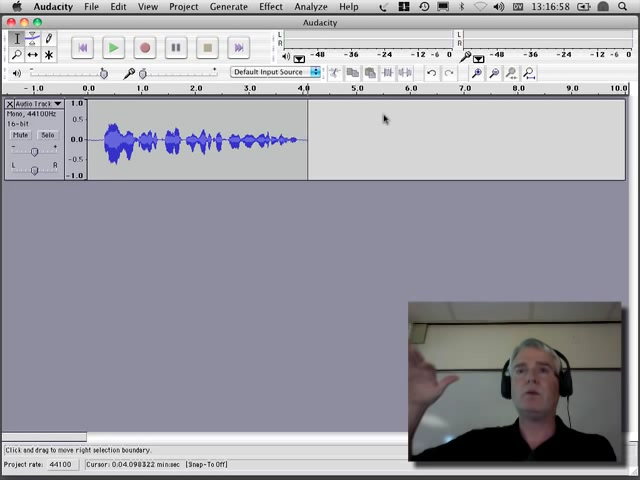 Audacity File Edit View Project Generate Effect Analyze Help 13:16:58
Audacity
L
R
-48 -36 -24 -12 -6 0
L
R
-48 -36 -24 -12 -6 0
- + - + Default Input Source
-1.0 0.0 1.0 2.0 3.0 4.0 5.0 6.0 7.0 8.0 9.0 10.0
X Audio Track
Mono, 44100Hz
16-bit
Mute Solo
- +
L R
1.0
0.5
0.0
-0.5
-1.0
Click and drag to move right selection boundary.
Project rate: 44100 Cursor: 0:04.098322 min:sec [Snap-To Off]